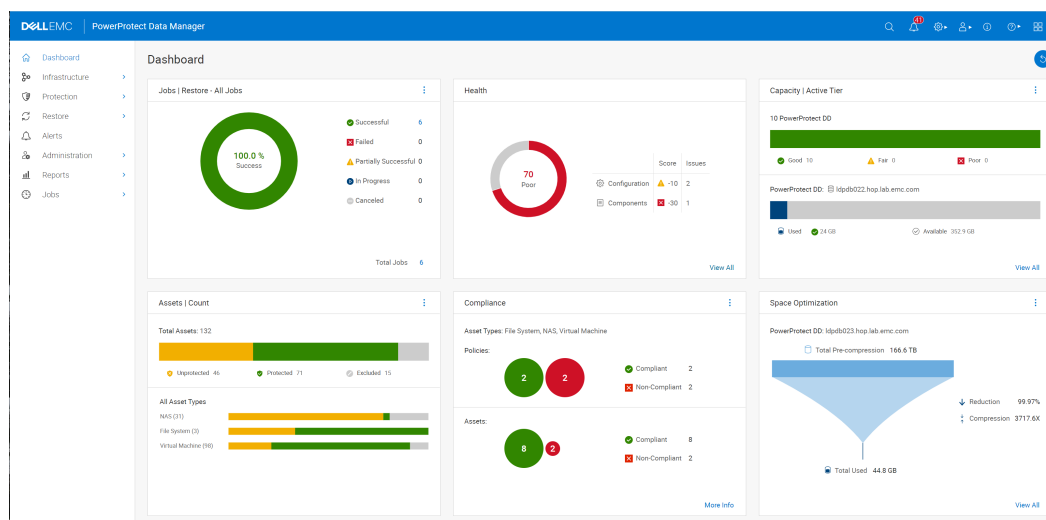 DELLEMC PowerProtect Data Manager
41
Dashboard
Infrastructure
Protection
Restore
Alerts
Administration
Reports
Jobs
Dashboard
Jobs | Restore - All Jobs
100.0 %
Success
Successful 6
Failed 0
Partially Successful 0
In Progress 0
Canceled 0
Total Jobs 6
Health
70
Poor
Score Issues
Configuration -10 2
Components -30 1
View All
Capacity | Active Tier
10 PowerProtect DD
Good 10 Fair 0 Poor 0
PowerProtect DD: ldpdb022.hop.lab.emc.com
Used 24 GB Available 352.9 GB
View All
Assets | Count
Total Assets: 132
Unprotected 46 Protected 71 Excluded 15
All Asset Types
NAS (31)
File System (3)
Virtual Machine (98)
Compliance
Asset Types: File System, NAS, Virtual Machine
Policies:
2 2
Compliant 2
Non-Compliant 2
Assets:
8 2
Compliant 8
Non-Compliant 2
More Info
Space Optimization
PowerProtect DD: ldpdb023.hop.lab.emc.com
Total Pre-compression 166.6 TB
Reduction 99.97%
Compression 3717.6X
Total Used 44.8 GB
View All